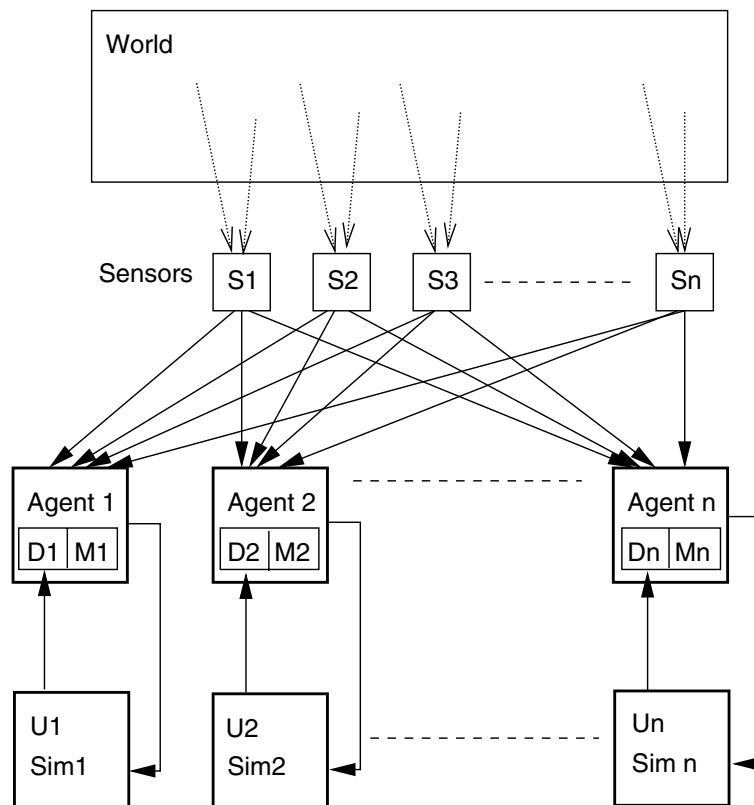 World
Sensors
S1
S2
S3
Sn
Agent 1
Agent 2
Agent n
D1 M1
D2 M2
Dn Mn
U1
Sim1
U2
Sim2
Un
Sim n